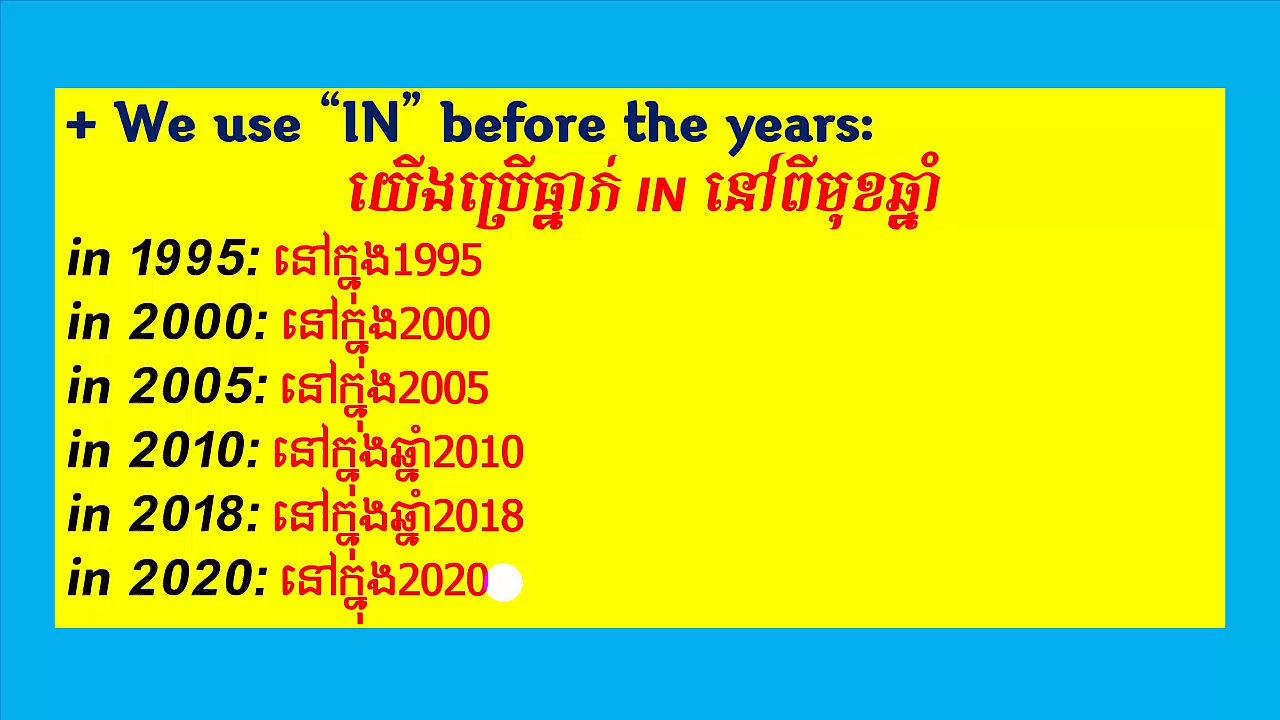 + We use “IN” before the years:
យើងប្រើធ្នាក់ IN នៅពីមុខឆ្នាំ
in 1995: នៅក្នុង1995
in 2000: នៅក្នុង2000
in 2005: នៅក្នុង2005
in 2010: នៅក្នុងឆ្នាំ2010
in 2018: នៅក្នុងឆ្នាំ2018
in 2020: នៅក្នុង2020